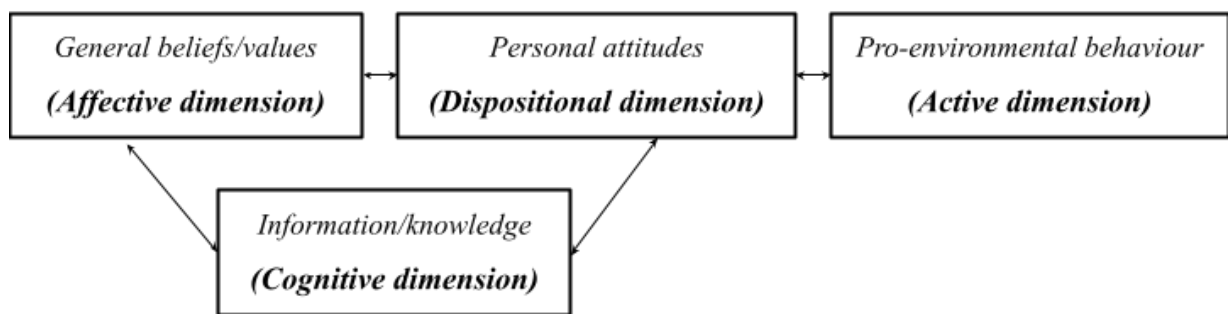 General beliefs/values
(Affective dimension)
Personal attitudes
(Dispositional dimension)
Pro-environmental behaviour
(Active dimension)
Information/knowledge
(Cognitive dimension)